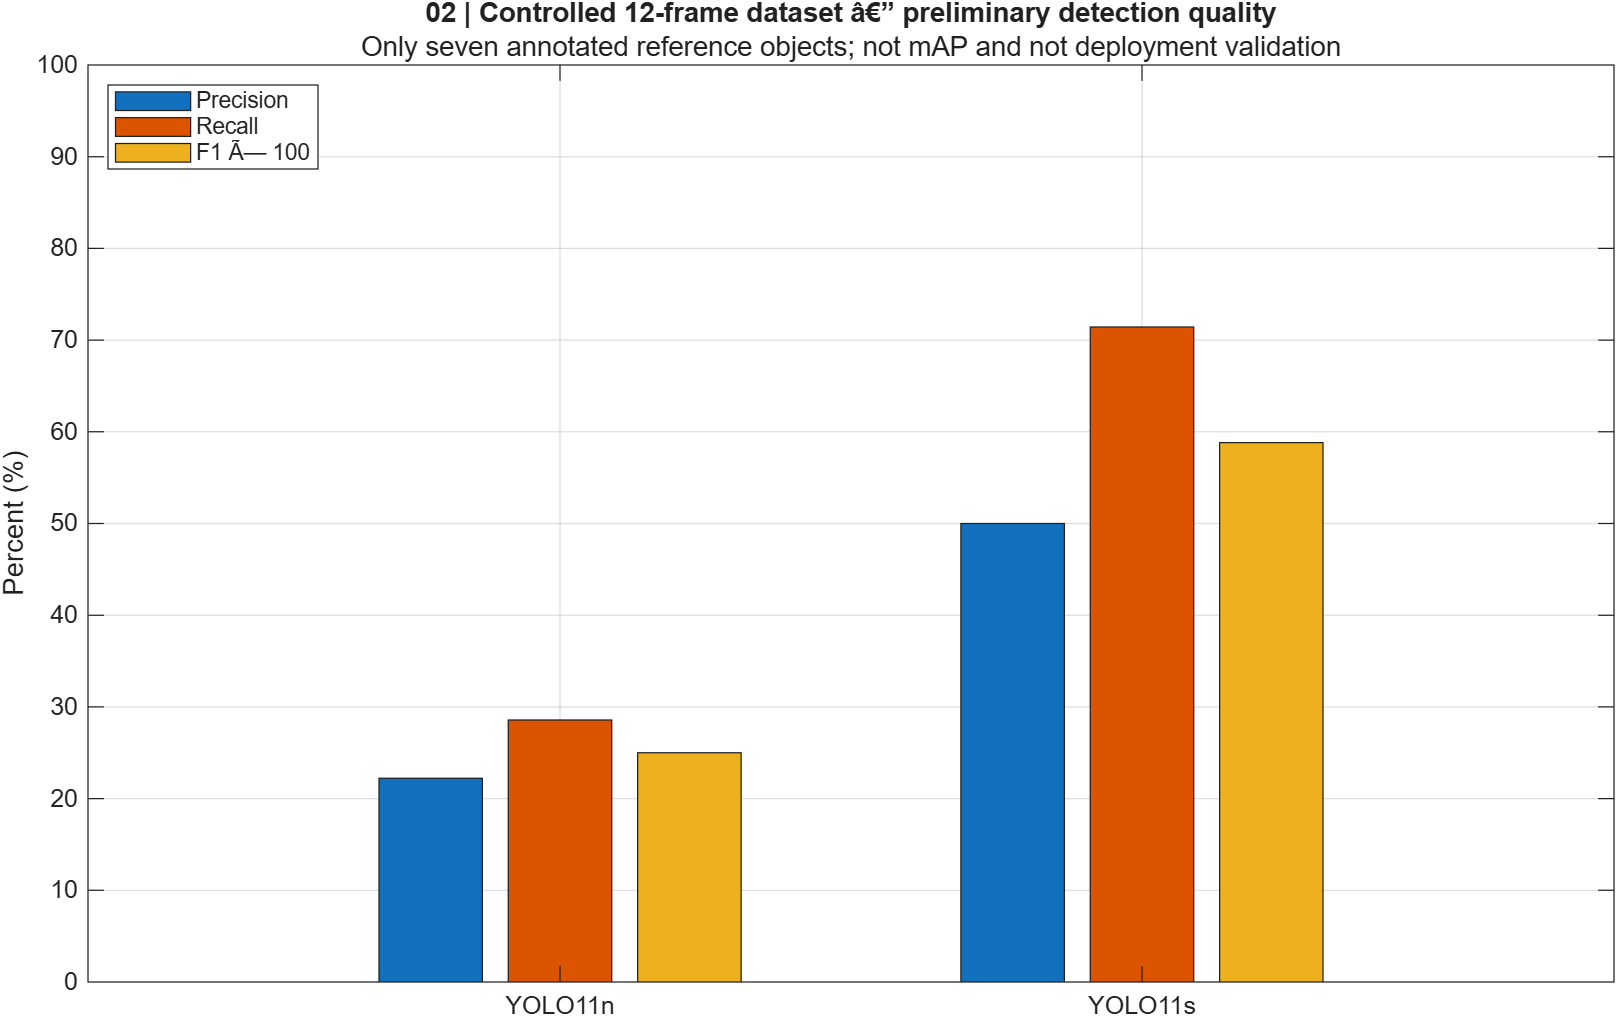 02 | Controlled 12-frame dataset â€” preliminary detection quality
Only seven annotated reference objects; not mAP and not deployment validation
100
90
80
70
60
50
40
30
20
10
0
Percent (%)
Precision
Recall
F1 Ã— 100
YOLO11n
YOLO11s